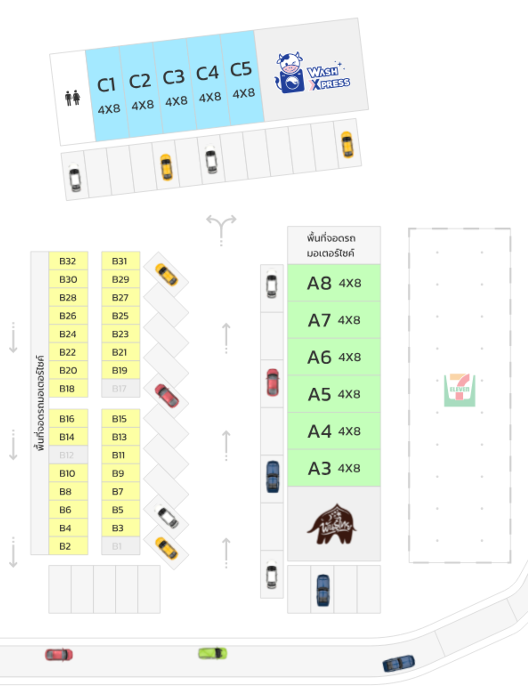 C1
4X8
C2
4X8
C3
4X8
C4
4X8
C5
4X8
WASH
XPRESS
พื้นที่จอดรถ
มอเตอร์ไซค์
A8 4X8
A7 4X8
A6 4X8
A5 4X8
A4 4X8
A3 4X8
7
ELEVEN
พื้นที่จอดรถมอเตอร์ไซค์
B32 B31
B30 B29
B28 B27
B26 B25
B24 B23
B22 B21
B20 B19
B18 B17
B16 B15
B14 B13
B12 B11
B10 B9
B8 B7
B6 B5
B4 B3
B2 B1